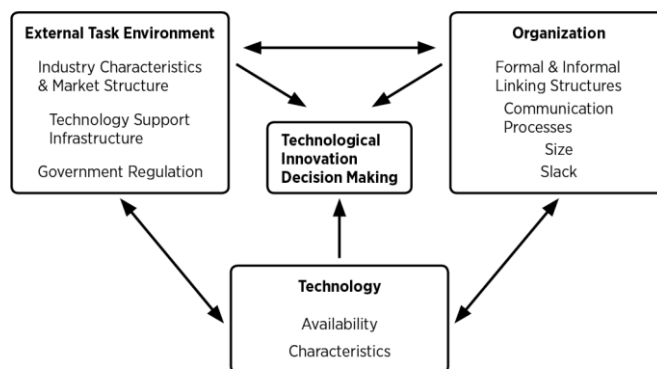 External Task Environment
Industry Characteristics
& Market Structure
Technology Support
Infrastructure
Government Regulation
Organization
Formal & Informal
Linking Structures
Communication
Processes
Size
Slack
Technological
Innovation
Decision Making
Technology
Availability
Characteristics